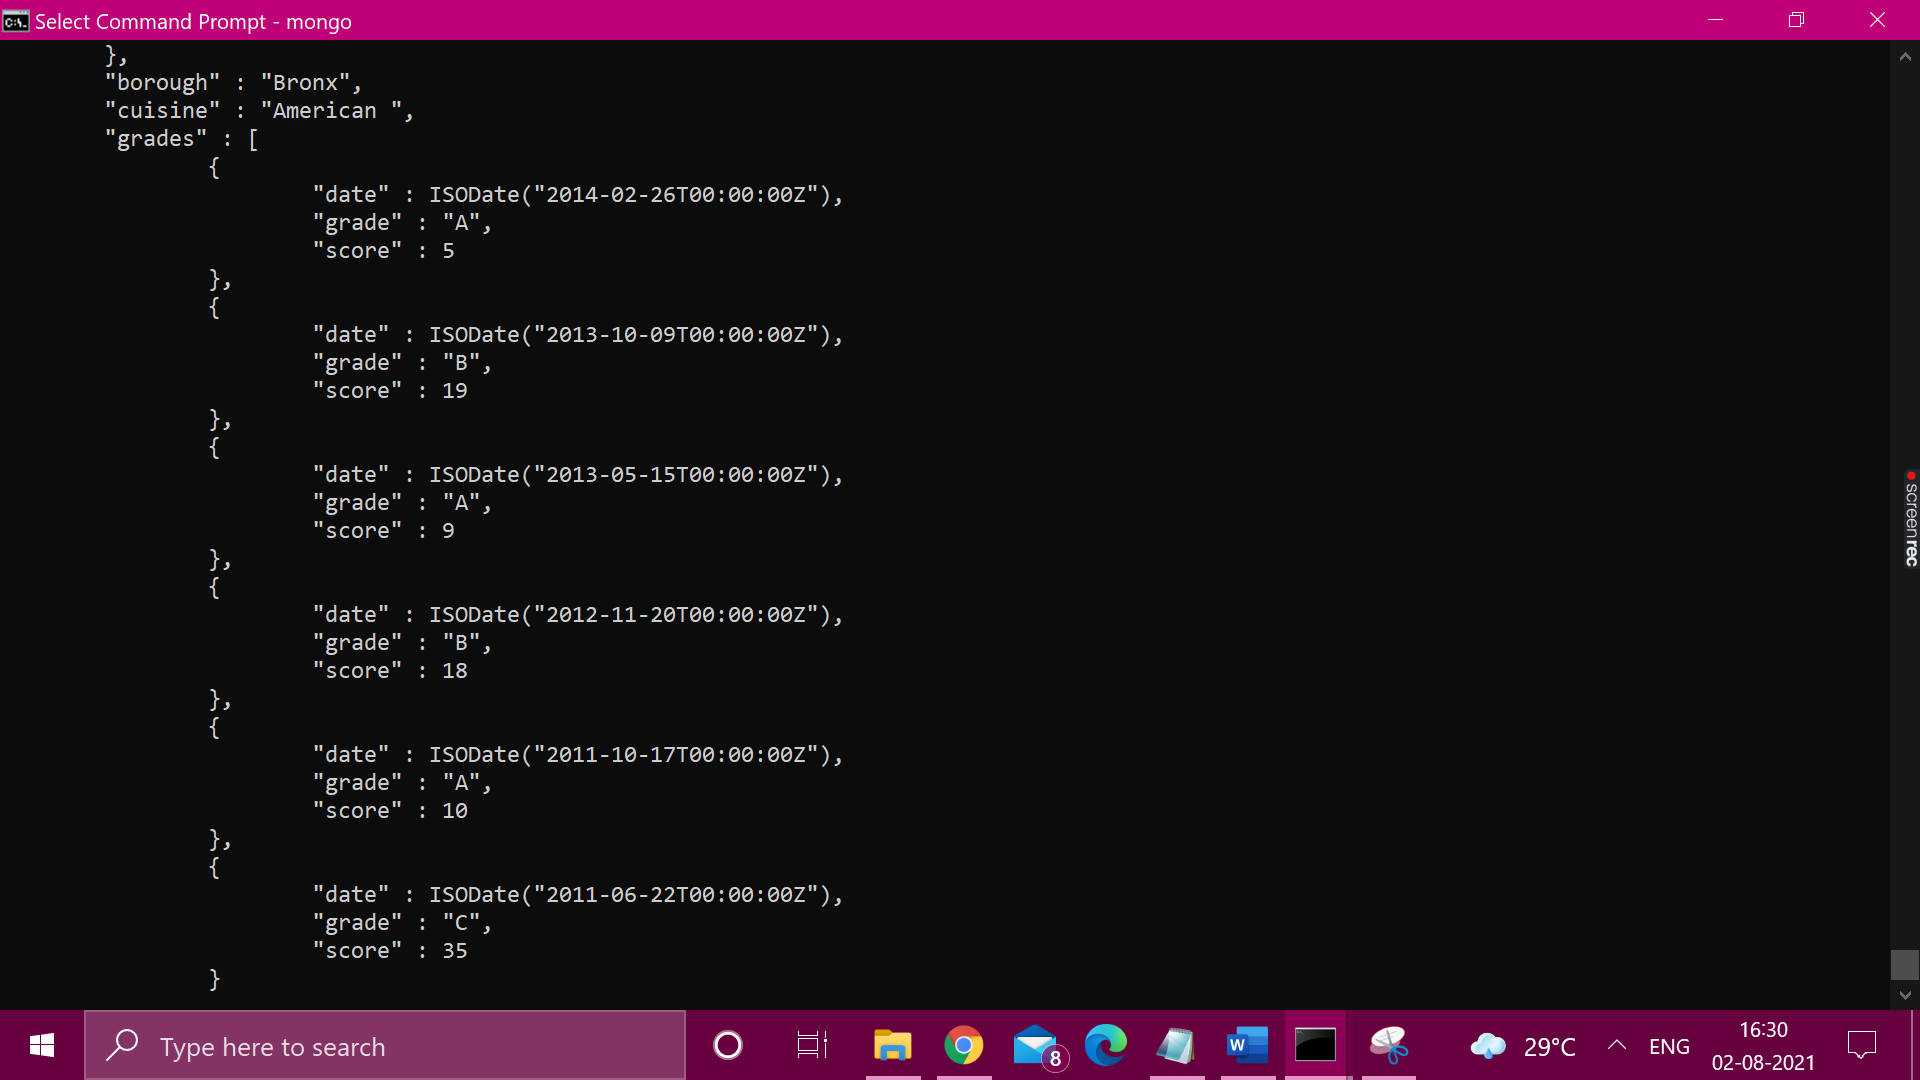 Select Command Prompt - mongo
},
"borough" : "Bronx",
"cuisine" : "American ",
"grades" : [
{
"date" : ISODate("2014-02-26T00:00:00Z"),
"grade" : "A",
"score" : 5
},
{
"date" : ISODate("2013-10-09T00:00:00Z"),
"grade" : "B",
"score" : 19
},
{
"date" : ISODate("2013-05-15T00:00:00Z"),
"grade" : "A",
"score" : 9
},
{
"date" : ISODate("2012-11-20T00:00:00Z"),
"grade" : "B",
"score" : 18
},
{
"date" : ISODate("2011-10-17T00:00:00Z"),
"grade" : "A",
"score" : 10
},
{
"date" : ISODate("2011-06-22T00:00:00Z"),
"grade" : "C",
"score" : 35
}
screenrec
Type here to search
8
W
29°C
ENG
16:30
02-08-2021